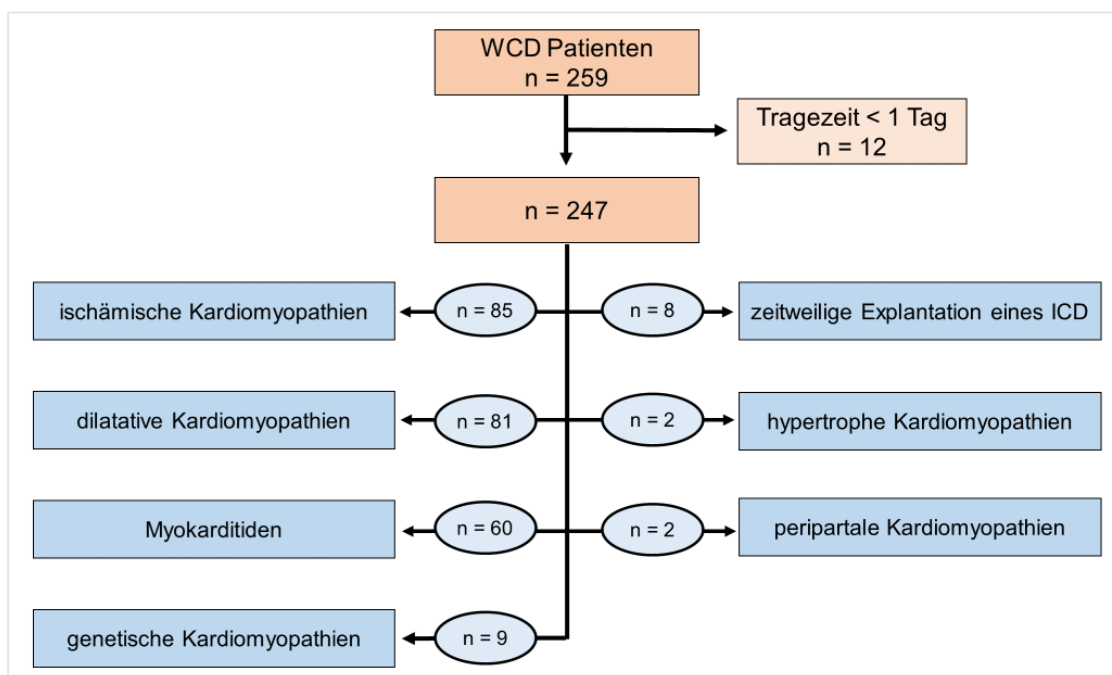 WCD Patienten
n = 259
Tragezeit < 1 Tag
n = 12
n = 247
ischämische Kardiomyopathien
n = 85
n = 8
zeitweilige Explantation eines ICD
dilatative Kardiomyopathien
n = 81
n = 2
hypertrophe Kardiomyopathien
Myokarditiden
n = 60
n = 2
peripartale Kardiomyopathien
genetische Kardiomyopathien
n = 9